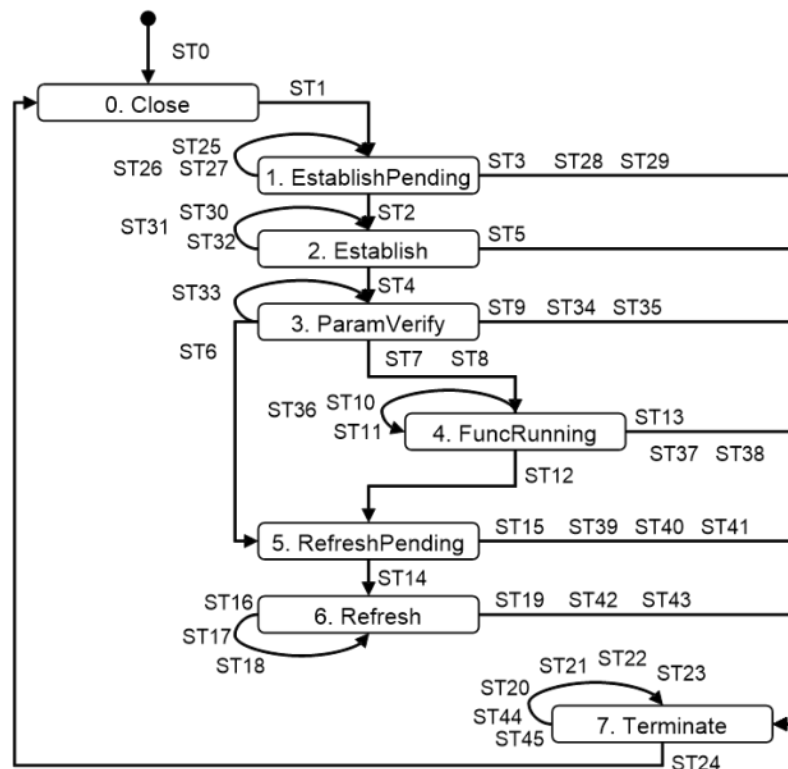 ST0
0. Close
ST1
ST25
ST26 ST27
1. EstablishPending
ST3 ST28 ST29
ST2
ST30
ST31
ST32
2. Establish
ST5
ST4
ST33
3. ParamVerify
ST9 ST34 ST35
ST6
ST7 ST8
ST10
ST36
ST11
4. FuncRunning
ST13
ST37 ST38
ST12
5. RefreshPending
ST15 ST39 ST40 ST41
ST14
ST16
6. Refresh
ST19 ST42 ST43
ST17
ST18
ST22
ST21 ST23
ST20
ST44
ST45
7. Terminate
ST24